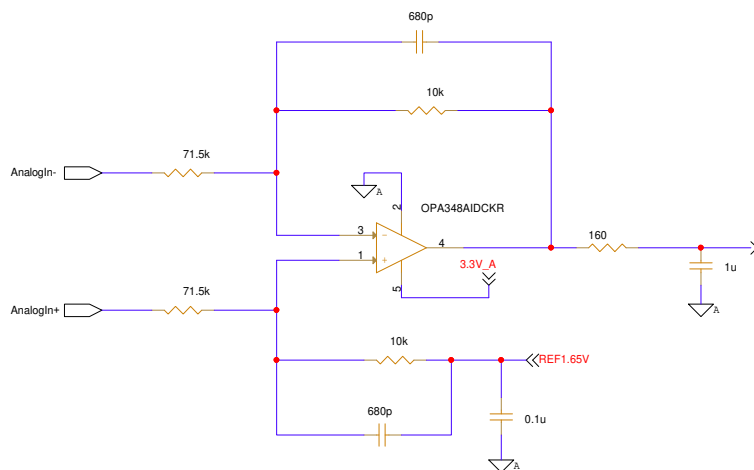 680p
10k
71.5k
AnalogIn-
A
2
OPA348AIDCKR
3
-
4
160
1
+
3.3V_A
1u
5
71.5k
AnalogIn+
A
10k
REF1.65V
680p
0.1u
A